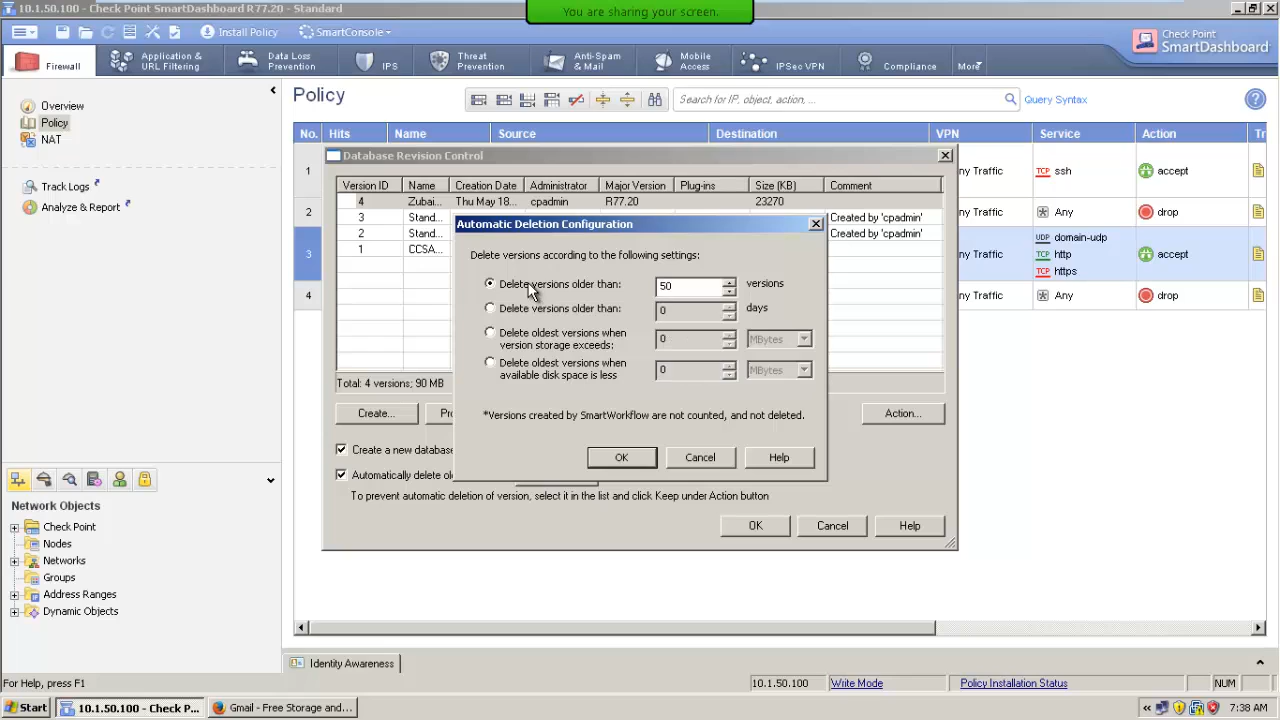 10.1.50.100 - Check Point SmartDashboard R77.20 - Standard
You are sharing your screen.
Install Policy
SmartConsole
Check Point
SmartDashboard
Firewall
Application &
URL Filtering
Data Loss
Prevention
IPS
Threat
Prevention
Anti-Spam
& Mail
Mobile
Access
IPSec VPN
Compliance
More
Overview
Policy
NAT
Track Logs
Analyze & Report
Policy
Search for IP, object, action, ...
Query Syntax
No. Hits Name Source Destination VPN Service Action
1 ny Traffic TCP ssh accept
2 ny Traffic Any drop
3 ny Traffic UDP domain-udp accept
TCP http
TCP https
4 ny Traffic Any drop
Database Revision Control
Version ID Name Creation Date Administrator Major Version Plug-ins Size (KB) Comment
4 Zubai... Thu May 18... cpadmin R77.20 23270
3 Stand... Created by 'cpadmin'
2 Stand... Created by 'cpadmin'
1 CCSA...
Total: 4 versions; 90 MB
Create...
Action...
Create a new database
Automatically delete ol
To prevent automatic deletion of version, select it in the list and click Keep under Action button
OK Cancel Help
Automatic Deletion Configuration
Delete versions according to the following settings:
Delete versions older than: 50 versions
Delete versions older than: 0 days
Delete oldest versions when
version storage exceeds: 0 MBytes
Delete oldest versions when
available disk space is less 0 MBytes
*Versions created by SmartWorkflow are not counted, and not deleted.
OK Cancel Help
Network Objects
Check Point
Nodes
Networks
Groups
Address Ranges
Dynamic Objects
Identity Awareness
For Help, press F1
10.1.50.100 Write Mode Policy Installation Status NUM
Start 10.1.50.100 - Check P... Gmail - Free Storage and... 7:38 AM